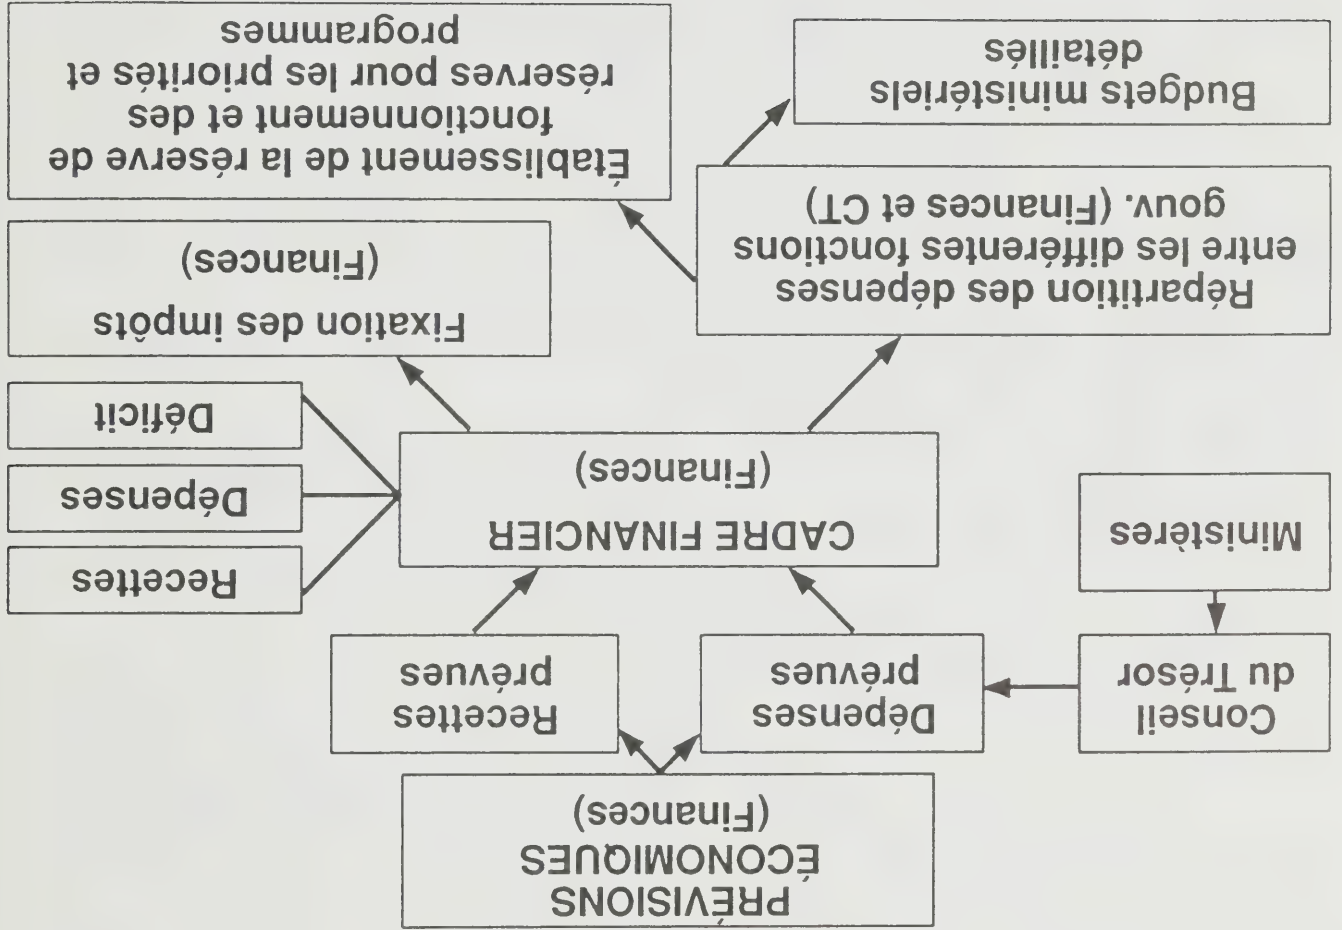 PRÉVISIONS
ÉCONOMIQUES
(Finances)
Conseil
du Trésor
Dépenses
prévues
Recettes
prévues
Ministères
CADRE FINANCIER
(Finances)
Recettes
Dépenses
Déficit
Répartition des dépenses
entre les différentes fonctions
gouv. (Finances et CT)
Fixation des impôts
(Finances)
Budgets ministériels
détaillés
Établissement de la réserve de
fonctionnement et des
réserves pour les priorités et
programmes